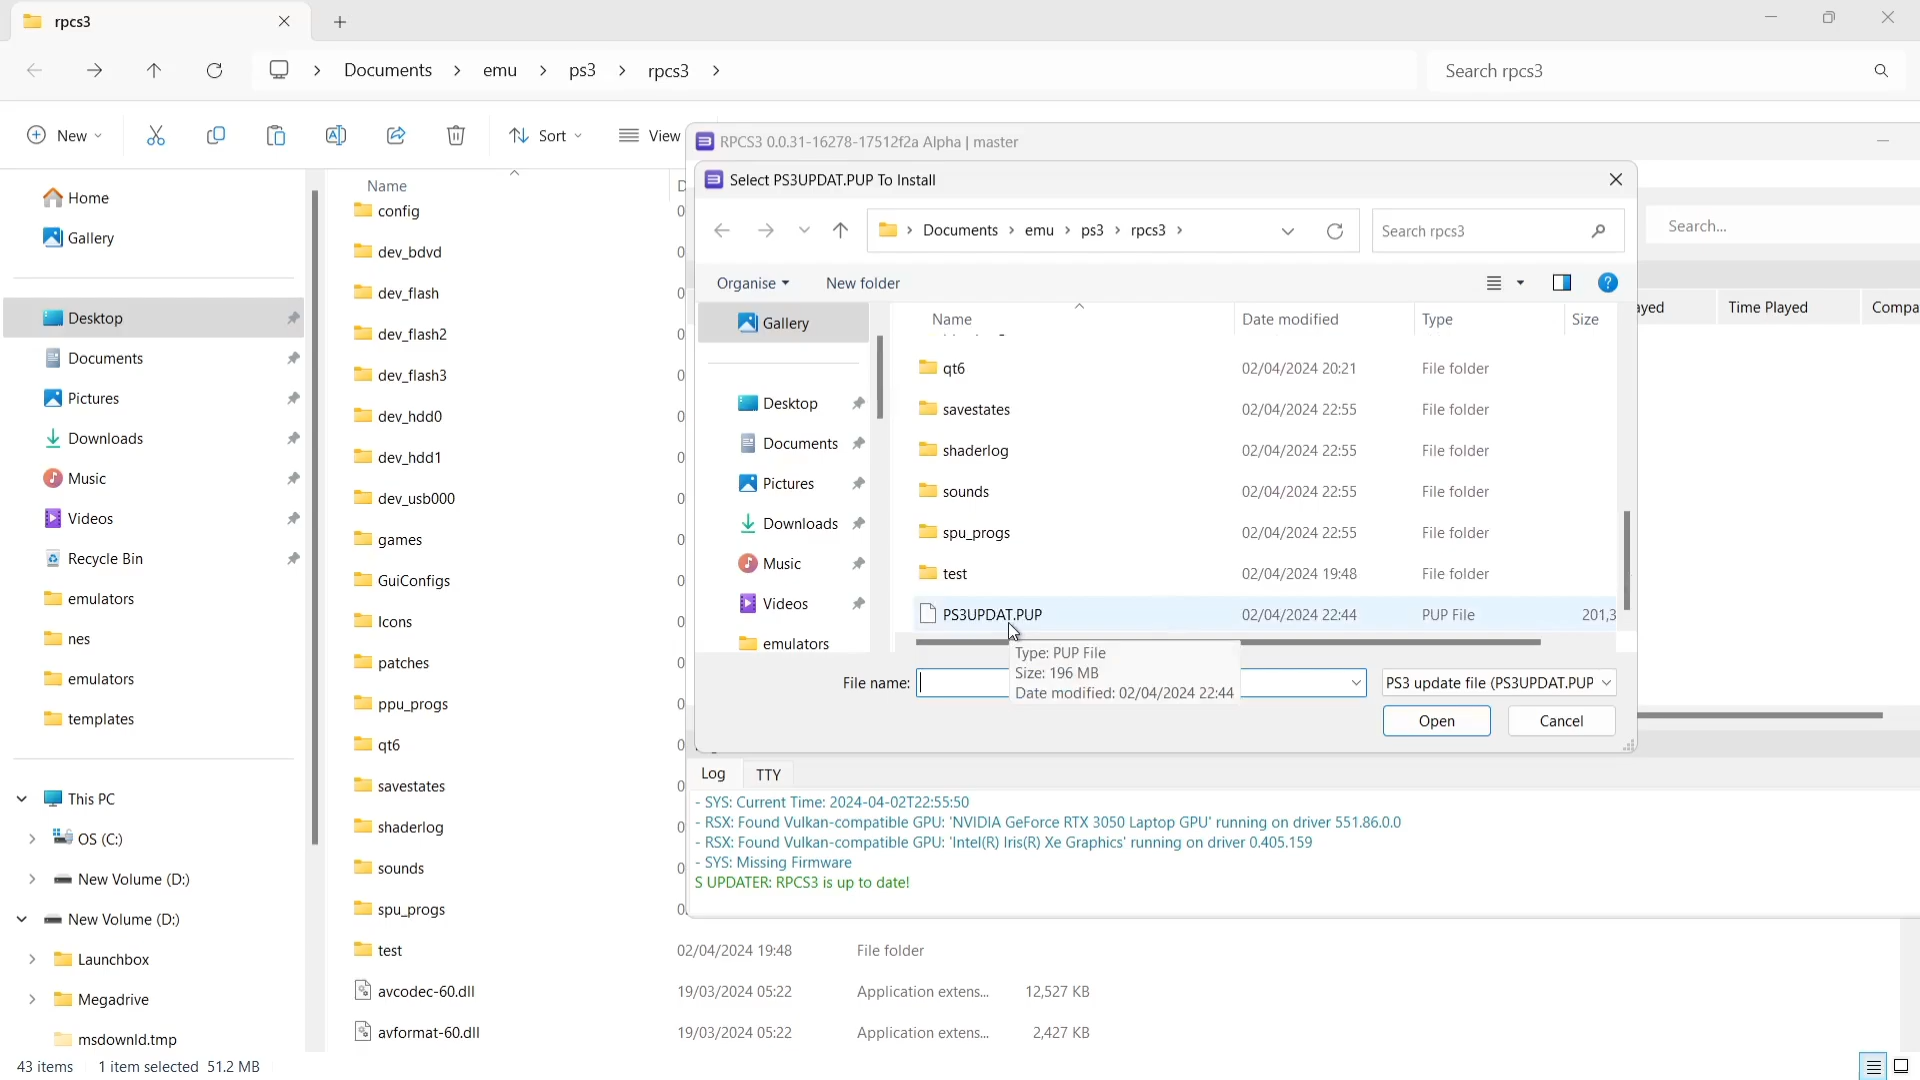 rpcs3
Documents > emu > ps3 > rpcs3 >
Search rpcs3
New
Sort
View
Home
Gallery
Desktop
Documents
Pictures
Downloads
Music
Videos
Recycle Bin
emulators
nes
emulators
templates
This PC
OS (C:)
New Volume (D:)
New Volume (D:)
Launchbox
Megadrive
msdownld.tmp
Name
config
dev_bdvd
dev_flash
dev_flash2
dev_flash3
dev_hdd0
dev_hdd1
dev_usb000
games
GuiConfigs
Icons
patches
ppu_progs
qt6
savestates
shaderlog
sounds
spu_progs
test 02/04/2024 19:48 File folder
avcodec-60.dll 19/03/2024 05:22 Application extens... 12,527 KB
avformat-60.dll 19/03/2024 05:22 Application extens... 2,427 KB
43 items 1 item selected 51.2 MB
RPCS3 0.0.31-16278-17512f2a Alpha | master
Search...
Time Played
Select PS3UPDAT.PUP To Install
Documents > emu > ps3 > rpcs3 >
Search rpcs3
Organise
New folder
Gallery
Desktop
Documents
Pictures
Downloads
Music
Videos
emulators
Name Date modified Type Size
qt6 02/04/2024 20:21 File folder
savestates 02/04/2024 22:55 File folder
shaderlog 02/04/2024 22:55 File folder
sounds 02/04/2024 22:55 File folder
spu_progs 02/04/2024 22:55 File folder
test 02/04/2024 19:48 File folder
PS3UPDAT.PUP 02/04/2024 22:44 PUP File 201,3
Type: PUP File
Size: 196 MB
Date modified: 02/04/2024 22:44
File name:
PS3 update file (PS3UPDAT.PUP
Open
Cancel
Log
TTY
- SYS: Current Time: 2024-04-02T22:55:50
- RSX: Found Vulkan-compatible GPU: 'NVIDIA GeForce RTX 3050 Laptop GPU' running on driver 551.86.0.0
- RSX: Found Vulkan-compatible GPU: 'Intel(R) Iris(R) Xe Graphics' running on driver 0.405.159
- SYS: Missing Firmware
S UPDATER: RPCS3 is up to date!